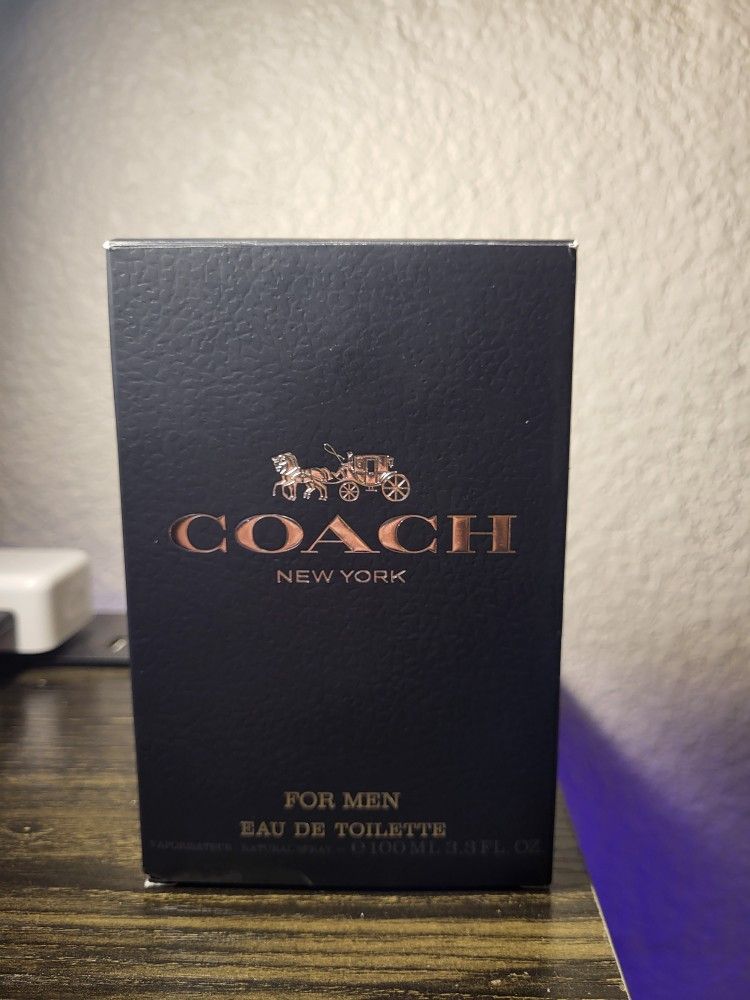 COACH
NEW YORK
FOR MEN
EAU DE TOILETTE
VAPORISATEUR NATURAL SPRAY - ℮ 100 ML 3.3 FL. OZ.